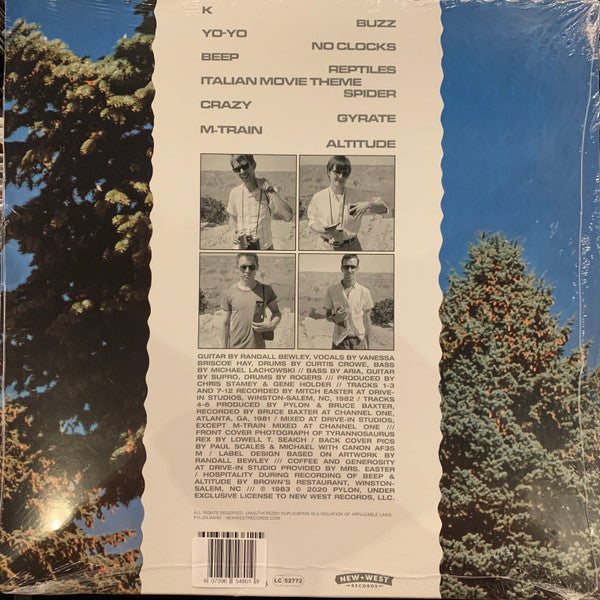 K
BUZZ
YO-YO
NO CLOCKS
BEEP
REPTILES
ITALIAN MOVIE THEME
SPIDER
CRAZY
GYRATE
M-TRAIN
ALTITUDE
GUITAR BY RANDALL BEWLEY, VOCALS BY VANESSA
BRISCOE HAY, DRUMS BY CURTIS CROWE, BASS
BY MICHAEL LACHOWSKI // BASS BY ARIA, GUITAR
BY SUPRO, DRUMS BY ROGERS /// PRODUCED BY
CHRIS STAMEY & GENE HOLDER // TRACKS 1-3
AND 7-12 RECORDED BY MITCH EASTER AT DRIVE-
IN STUDIOS, WINSTON-SALEM, NC, 1982 / TRACKS
4-6 PRODUCED BY PYLON & BRUCE BAXTER,
RECORDED BY BRUCE BAXTER AT CHANNEL ONE,
ATLANTA, GA, 1981 / MIXED AT DRIVE-IN STUDIOS,
EXCEPT M-TRAIN MIXED AT CHANNEL ONE ///
FRONT COVER PHOTOGRAPH OF TYRANNOSAURUS
REX BY LOWELL T. SEAICH / BACK COVER PICS
BY PAUL SCALES & MICHAEL WITH CANON AF35
M / LABEL DESIGN BASED ON ARTWORK BY
RANDALL BEWLEY /// COFFEE AND GENEROSITY
AT DRIVE-IN STUDIO PROVIDED BY MRS. EASTER
/ HOSPITALITY DURING RECORDING OF BEEP &
ALTITUDE BY BROWN'S RESTAURANT, WINSTON-
SALEM, NC /// ℗ 1983 © 2020 PYLON, UNDER
EXCLUSIVE LICENSE TO NEW WEST RECORDS, LLC.
ALL RIGHTS RESERVED. UNAUTHORIZED DUPLICATION IS A VIOLATION OF APPLICABLE LAWS.
PYLON.BAND NEWWESTRECORDS.COM
6 07396 54801 9
LC 52772
NEW WEST
RECORDS